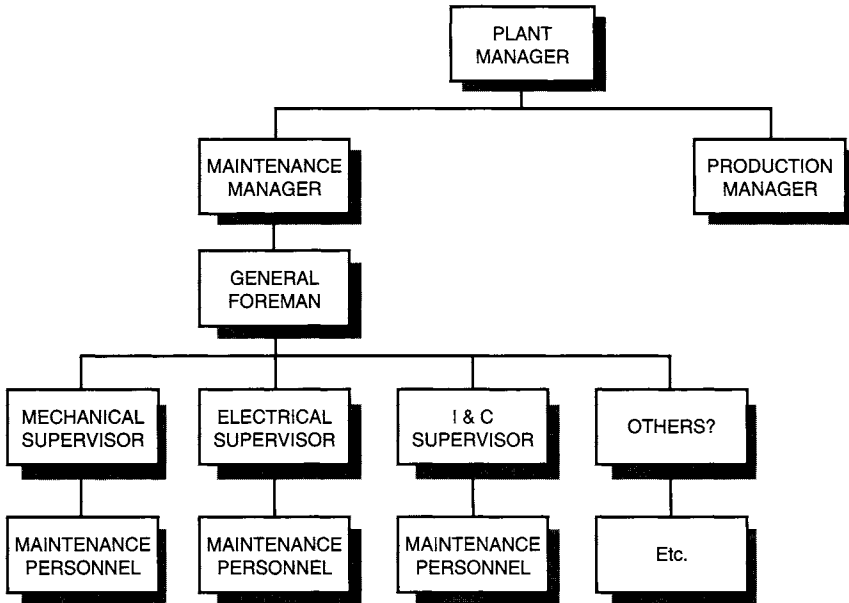 PLANT
MANAGER
MAINTENANCE
MANAGER
PRODUCTION
MANAGER
GENERAL
FOREMAN
MECHANICAL
SUPERVISOR
ELECTRICAL
SUPERVISOR
I & C
SUPERVISOR
OTHERS?
MAINTENANCE
PERSONNEL
MAINTENANCE
PERSONNEL
MAINTENANCE
PERSONNEL
Etc.